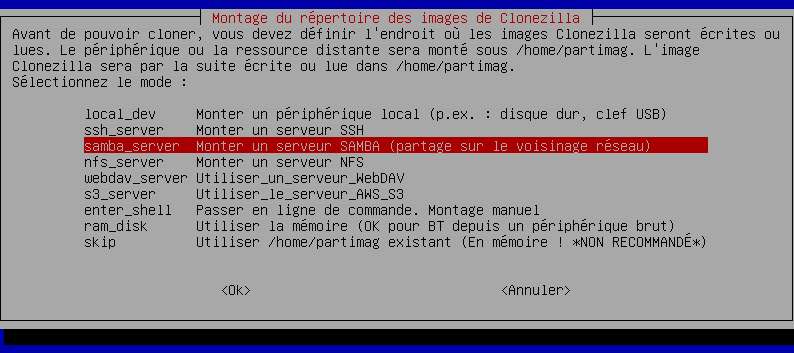 Montage du répertoire des images de Clonezilla
Avant de pouvoir cloner, vous devez définir l'endroit où les images Clonezilla seront écrites ou
lues. Le périphérique ou la ressource distante sera monté sous /home/partimag. L'image
Clonezilla sera par la suite écrite ou lue dans /home/partimag.
Sélectionnez le mode :
local_dev Monter un périphérique local (p.ex. : disque dur, clef USB)
ssh_server Monter un serveur SSH
samba_server Monter un serveur SAMBA (partage sur le voisinage réseau)
nfs_server Monter un serveur NFS
webdav_server Utiliser_un_serveur_WebDAV
s3_server Utiliser_le_serveur_AWS_S3
enter_shell Passer en ligne de commande. Montage manuel
ram_disk Utiliser la mémoire (OK pour BT depuis un périphérique brut)
skip Utiliser /home/partimag existant (En mémoire ! *NON RECOMMANDÉ*)
<Ok> <Annuler>